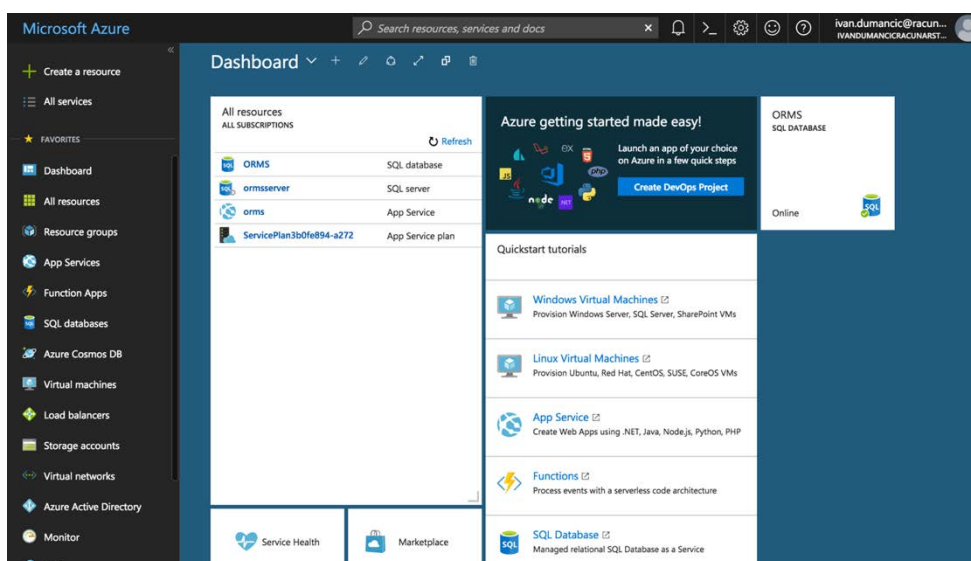 Microsoft Azure
Search resources, services and docs
ivan.dumancic@racun...
IVANDUMANCICRACUNARST...
Create a resource
All services
FAVORITES
Dashboard
All resources
Resource groups
App Services
Function Apps
SQL databases
Azure Cosmos DB
Virtual machines
Load balancers
Storage accounts
Virtual networks
Azure Active Directory
Monitor
Dashboard
All resources
ALL SUBSCRIPTIONS
Refresh
ORMS SQL database
ormsserver SQL server
orms App Service
ServicePlan3b0fe894-a272 App Service plan
Service Health
Marketplace
Azure getting started made easy!
Launch an app of your choice
on Azure in a few quick steps
Create DevOps Project
EX
JS
php
node
.NET
Quickstart tutorials
Windows Virtual Machines
Provision Windows Server, SQL Server, SharePoint VMs
Linux Virtual Machines
Provision Ubuntu, Red Hat, CentOS, SUSE, CoreOS VMs
App Service
Create Web Apps using .NET, Java, Node.js, Python, PHP
Functions
Process events with a serverless code architecture
SQL Database
Managed relational SQL Database as a Service
ORMS
SQL DATABASE
Online
SQL